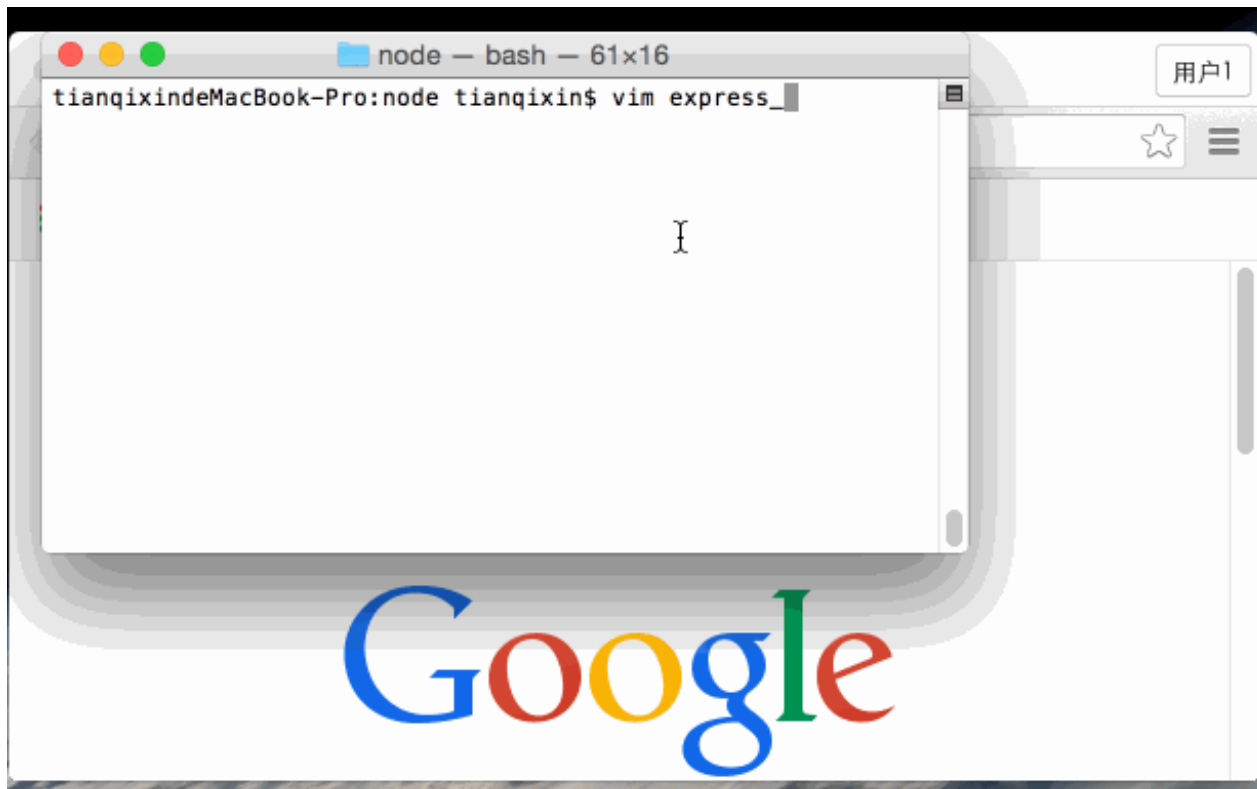 node — bash — 61×16
用户1
tianqixindeMacBook-Pro:node tianqixin$ vim express_
Google